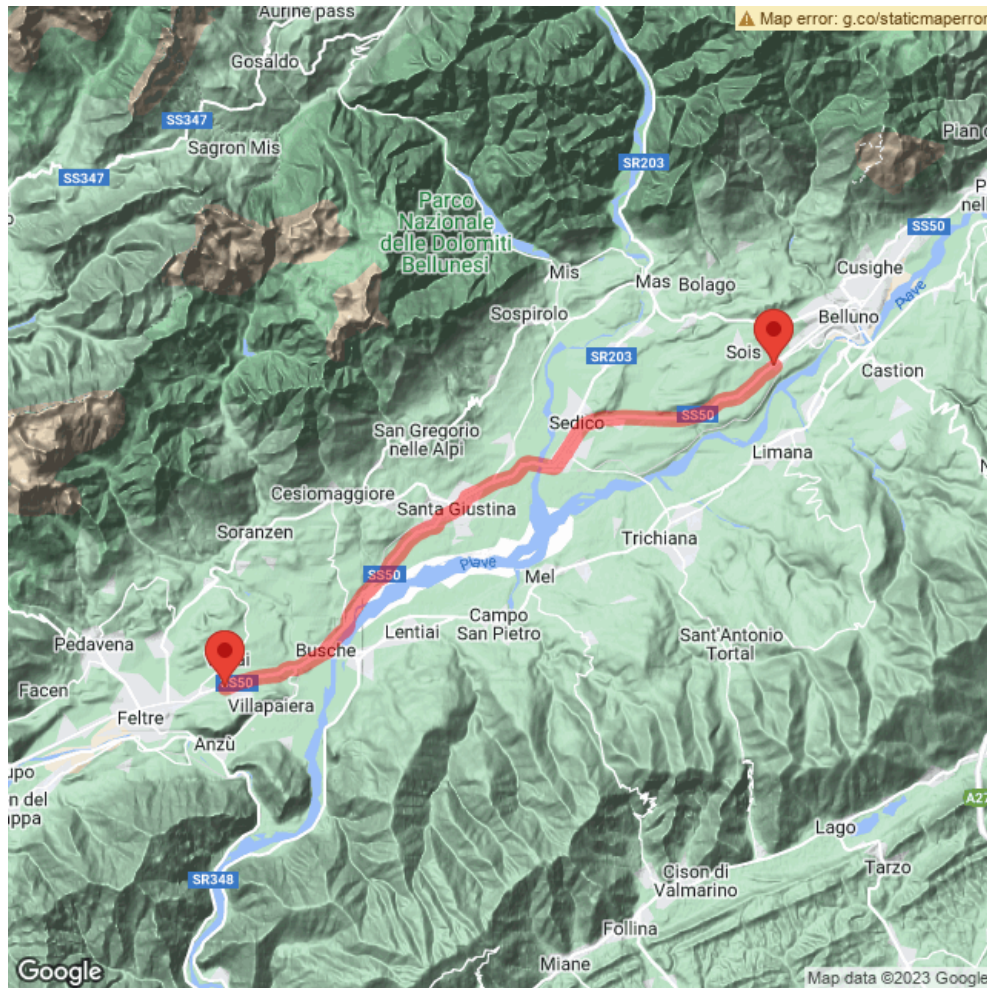 Aurine pass
Map error: g.co/staticmaperror
Gosaldo
SS347
Sagron Mis
Pian
SR203
SS347
Parco
Nazionale
delle Dolomiti
Bellunesi
SS50
Cusighe
Mis
Mas
Bolago
Piave
Sospirolo
Belluno
Sois
SR203
Castion
SS50
Sedico
San Gregorio
nelle Alpi
Limana
Cesiomaggiore
Santa Giustina
Soranzen
Trichiana
Piave
SS50
Mel
Campo
San Pietro
Lentiai
Sant'Antonio
Tortal
Pedavena
Busche
Facen
SS50
Villapaiera
Feltre
Anzù
A27
Lago
Cison di
Valmarino
Tarzo
SR348
Follina
Miane
Google
Map data ©2023 Google